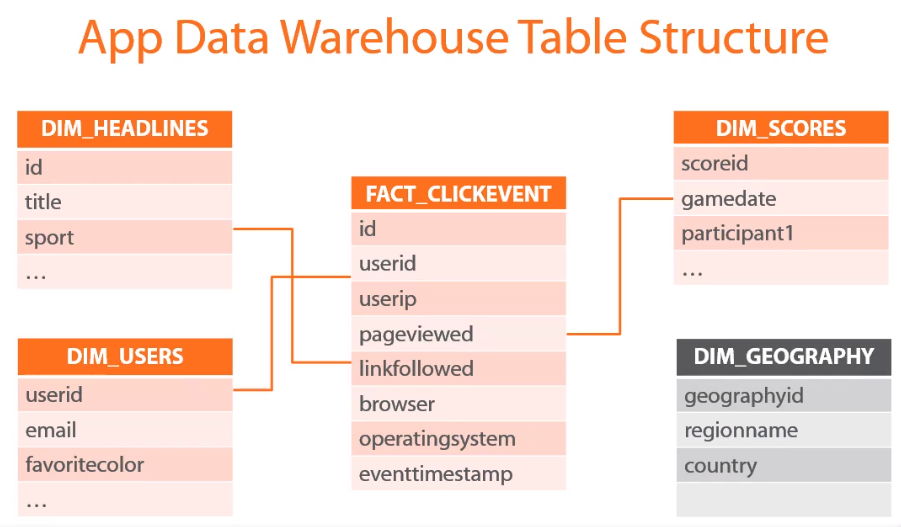 App Data Warehouse Table Structure
DIM_HEADLINES
id
title
sport
...
DIM_USERS
userid
email
favoritecolor
...
FACT_CLICKEVENT
id
userid
userip
pageviewed
linkfollowed
browser
operatingsystem
eventtimestamp
DIM_SCORES
scoreid
gamedate
participant1
...
DIM_GEOGRAPHY
geographyid
regionname
country